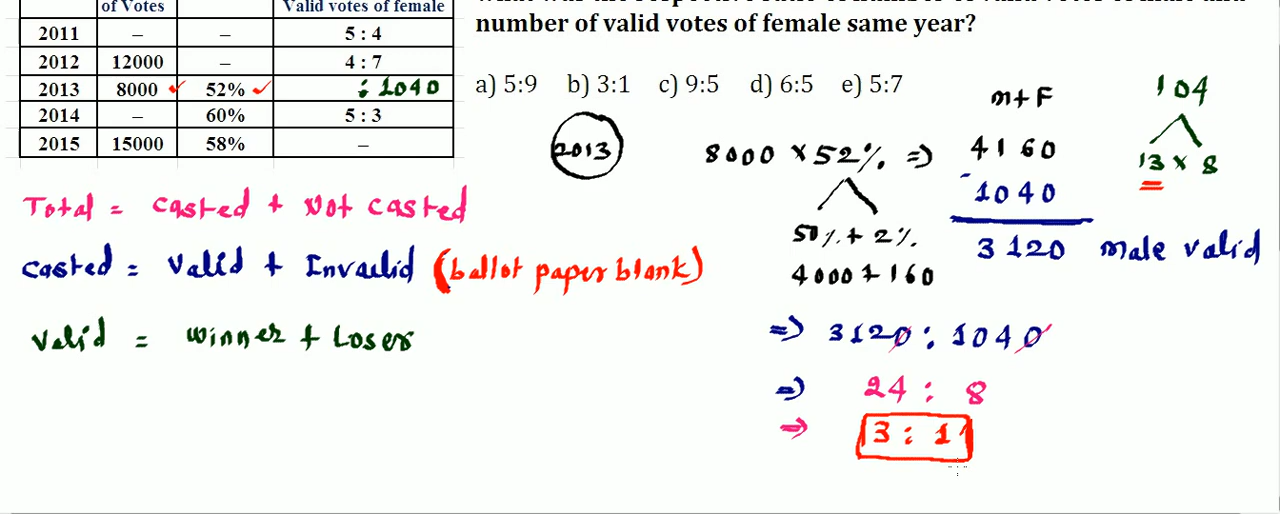 of Votes Valid votes of female
2011 – – 5 : 4
2012 12000 – 4 : 7
2013 8000 ✓ 52% ✓ : 1040
2014 – 60% 5 : 3
2015 15000 58% –
number of valid votes of female same year?
a) 5:9 b) 3:1 c) 9:5 d) 6:5 e) 5:7
2013
8000 × 52% ⇒
50% + 2%
4000 + 160
m + F
4160
- 1040
3120 male valid
104
13 × 8
Total = casted + Not casted
casted = Valid + Invailid (ballot paper blank)
Valid = winner + Loser
⇒ 3120 : 1040
⇒ 24 : 8
⇒ 3 : 1